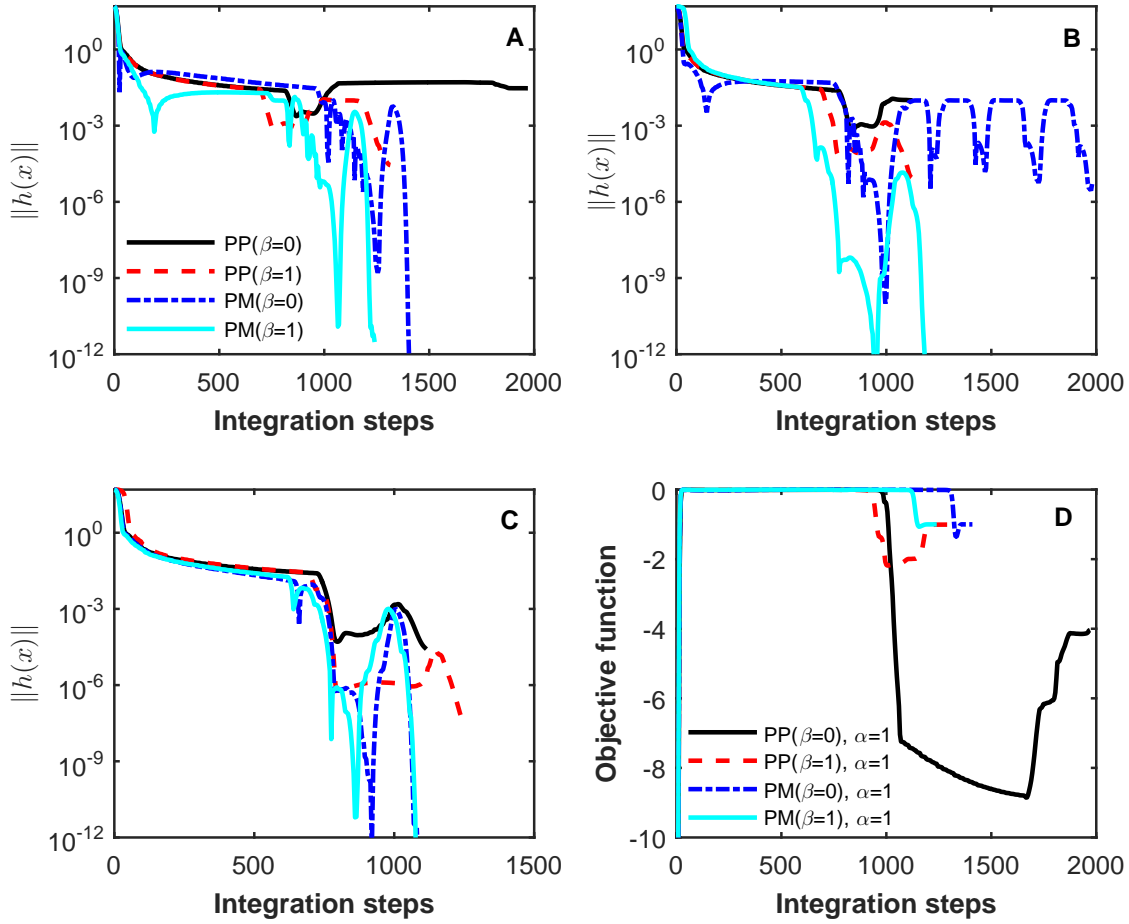 A
10^0
10^-3
10^-6
10^-9
10^-12
||h(x)||
PP(β=0)
PP(β=1)
PM(β=0)
PM(β=1)
0 500 1000 1500 2000
Integration steps
B
10^0
10^-3
10^-6
10^-9
10^-12
||h(x)||
0 500 1000 1500 2000
Integration steps
C
10^0
10^-3
10^-6
10^-9
10^-12
||h(x)||
0 500 1000 1500
Integration steps
D
0
-2
-4
-6
-8
-10
Objective function
PP(β=0), α=1
PP(β=1), α=1
PM(β=0), α=1
PM(β=1), α=1
0 500 1000 1500 2000
Integration steps